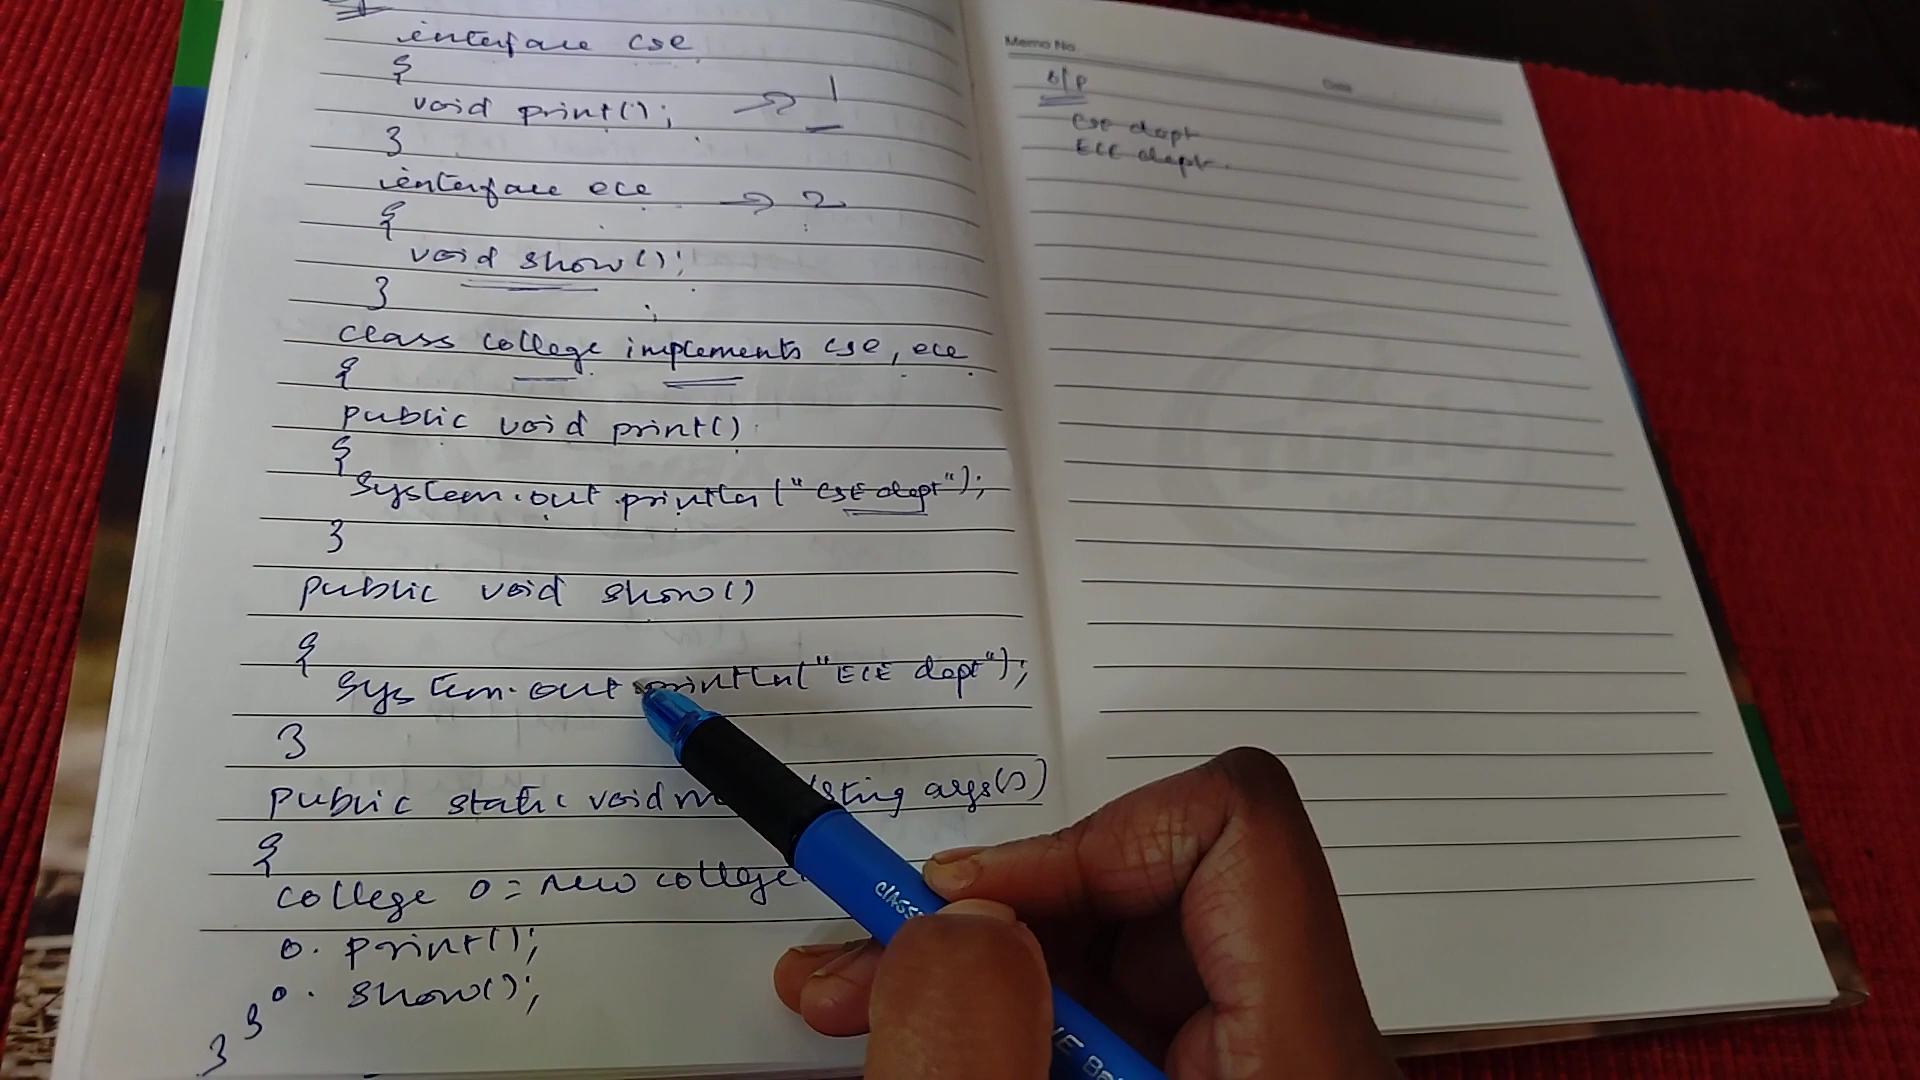 interface cse
{
void print(); → 1
}
interface ece → 2
{
void show();
}
class college implements cse, ece
{
public void print()
{
System.out.println("CSE dept");
}
public void show()
{
System.out println("ECE dept");
}
public static void (String args[])
{
college o = new college
o. print();
o. show();
}
}
Memo No.
Date
o/p
CSE dept
ECE dept.